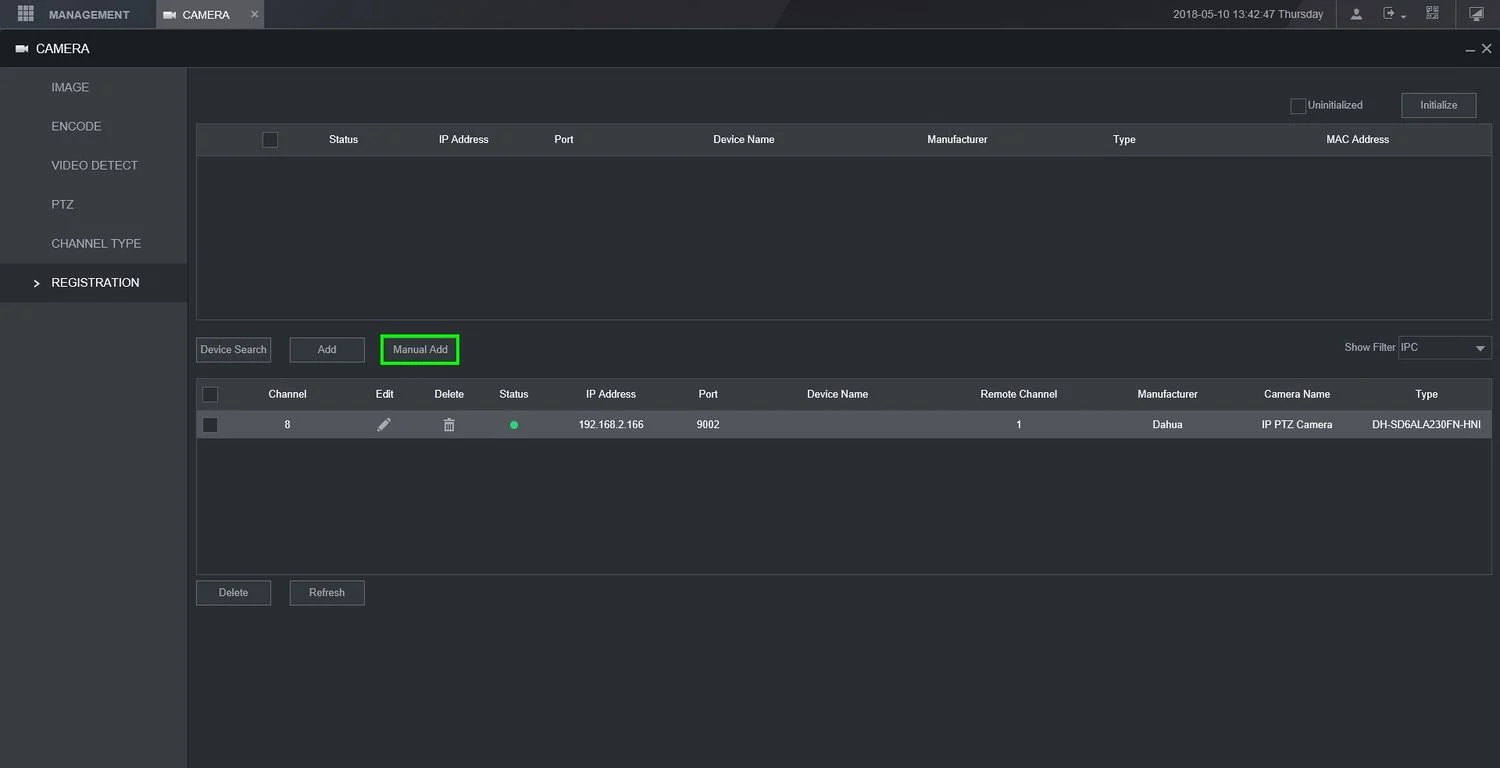 MANAGEMENT CAMERA 2018-05-10 13:42:47 Thursday
CAMERA
IMAGE
ENCODE
VIDEO DETECT
PTZ
CHANNEL TYPE
REGISTRATION
Uninitialized Initialize
Status IP Address Port Device Name Manufacturer Type MAC Address
Device Search Add Manual Add Show Filter IPC
Channel Edit Delete Status IP Address Port Device Name Remote Channel Manufacturer Camera Name Type
8 192.168.2.166 9002 1 Dahua IP PTZ Camera DH-SD6ALA230FN-HNI
Delete Refresh